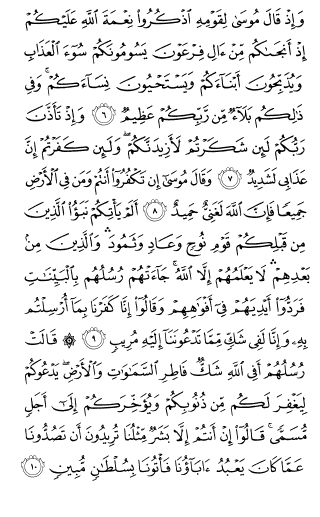 وَإِذْ قَالَ مُوسَىٰ لِقَوْمِهِ ٱذْكُرُوا۟ نِعْمَةَ ٱللَّهِ عَلَيْكُمْ
إِذْ أَنجَىٰكُم مِّنْ ءَالِ فِرْعَوْنَ يَسُومُونَكُمْ سُوٓءَ ٱلْعَذَابِ
وَيُذَبِّحُونَ أَبْنَآءَكُمْ وَيَسْتَحْيُونَ نِسَآءَكُمْ ۚ وَفِى
ذَٰلِكُم بَلَآءٌ مِّن رَّبِّكُمْ عَظِيمٌ ٦ وَإِذْ تَأَذَّنَ
رَبُّكُمْ لَئِن شَكَرْتُمْ لَأَزِيدَنَّكُمْ ۖ وَلَئِن كَفَرْتُمْ إِنَّ
عَذَابِى لَشَدِيدٌ ٧ وَقَالَ مُوسَىٰٓ إِن تَكْفُرُوٓا۟ أَنتُمْ وَمَن فِى ٱلْأَرْضِ
جَمِيعًا فَإِنَّ ٱللَّهَ لَغَنِىٌّ حَمِيدٌ ٨ أَلَمْ يَأْتِكُمْ نَبَؤُا۟ ٱلَّذِينَ
مِن قَبْلِكُمْ قَوْمِ نُوحٍ وَعَادٍ وَثَمُودَ ۛ وَٱلَّذِينَ مِنۢ
بَعْدِهِمْ ۛ لَا يَعْلَمُهُمْ إِلَّا ٱللَّهُ ۚ جَآءَتْهُمْ رُسُلُهُم بِٱلْبَيِّنَٰتِ
فَرَدُّوٓا۟ أَيْدِيَهُمْ فِىٓ أَفْوَٰهِهِمْ وَقَالُوٓا۟ إِنَّا كَفَرْنَا بِمَآ أُرْسِلْتُم
بِهِۦ وَإِنَّا لَفِى شَكٍّ مِّمَّا تَدْعُونَنَآ إِلَيْهِ مُرِيبٍ ٩ ۞ قَالَتْ
رُسُلُهُمْ أَفِى ٱللَّهِ شَكٌّ فَاطِرِ ٱلسَّمَٰوَٰتِ وَٱلْأَرْضِ ۖ يَدْعُوكُمْ
لِيَغْفِرَ لَكُم مِّن ذُنُوبِكُمْ وَيُؤَخِّرَكُمْ إِلَىٰٓ أَجَلٍ
مُّسَمًّى ۚ قَالُوٓا۟ إِنْ أَنتُمْ إِلَّا بَشَرٌ مِّثْلُنَا تُرِيدُونَ أَن تَصُدُّونَا
عَمَّا كَانَ يَعْبُدُ ءَابَآؤُنَا فَأْتُونَا بِسُلْطَٰنٍ مُّبِينٍ ١٠